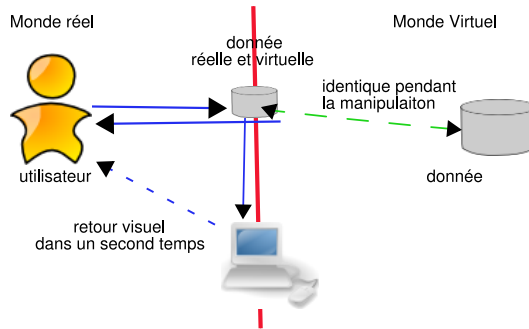 Monde réel
Monde Virtuel
donnée
réelle et virtuelle
identique pendant
la manipulaiton
utilisateur
donnée
retour visuel
dans un second temps